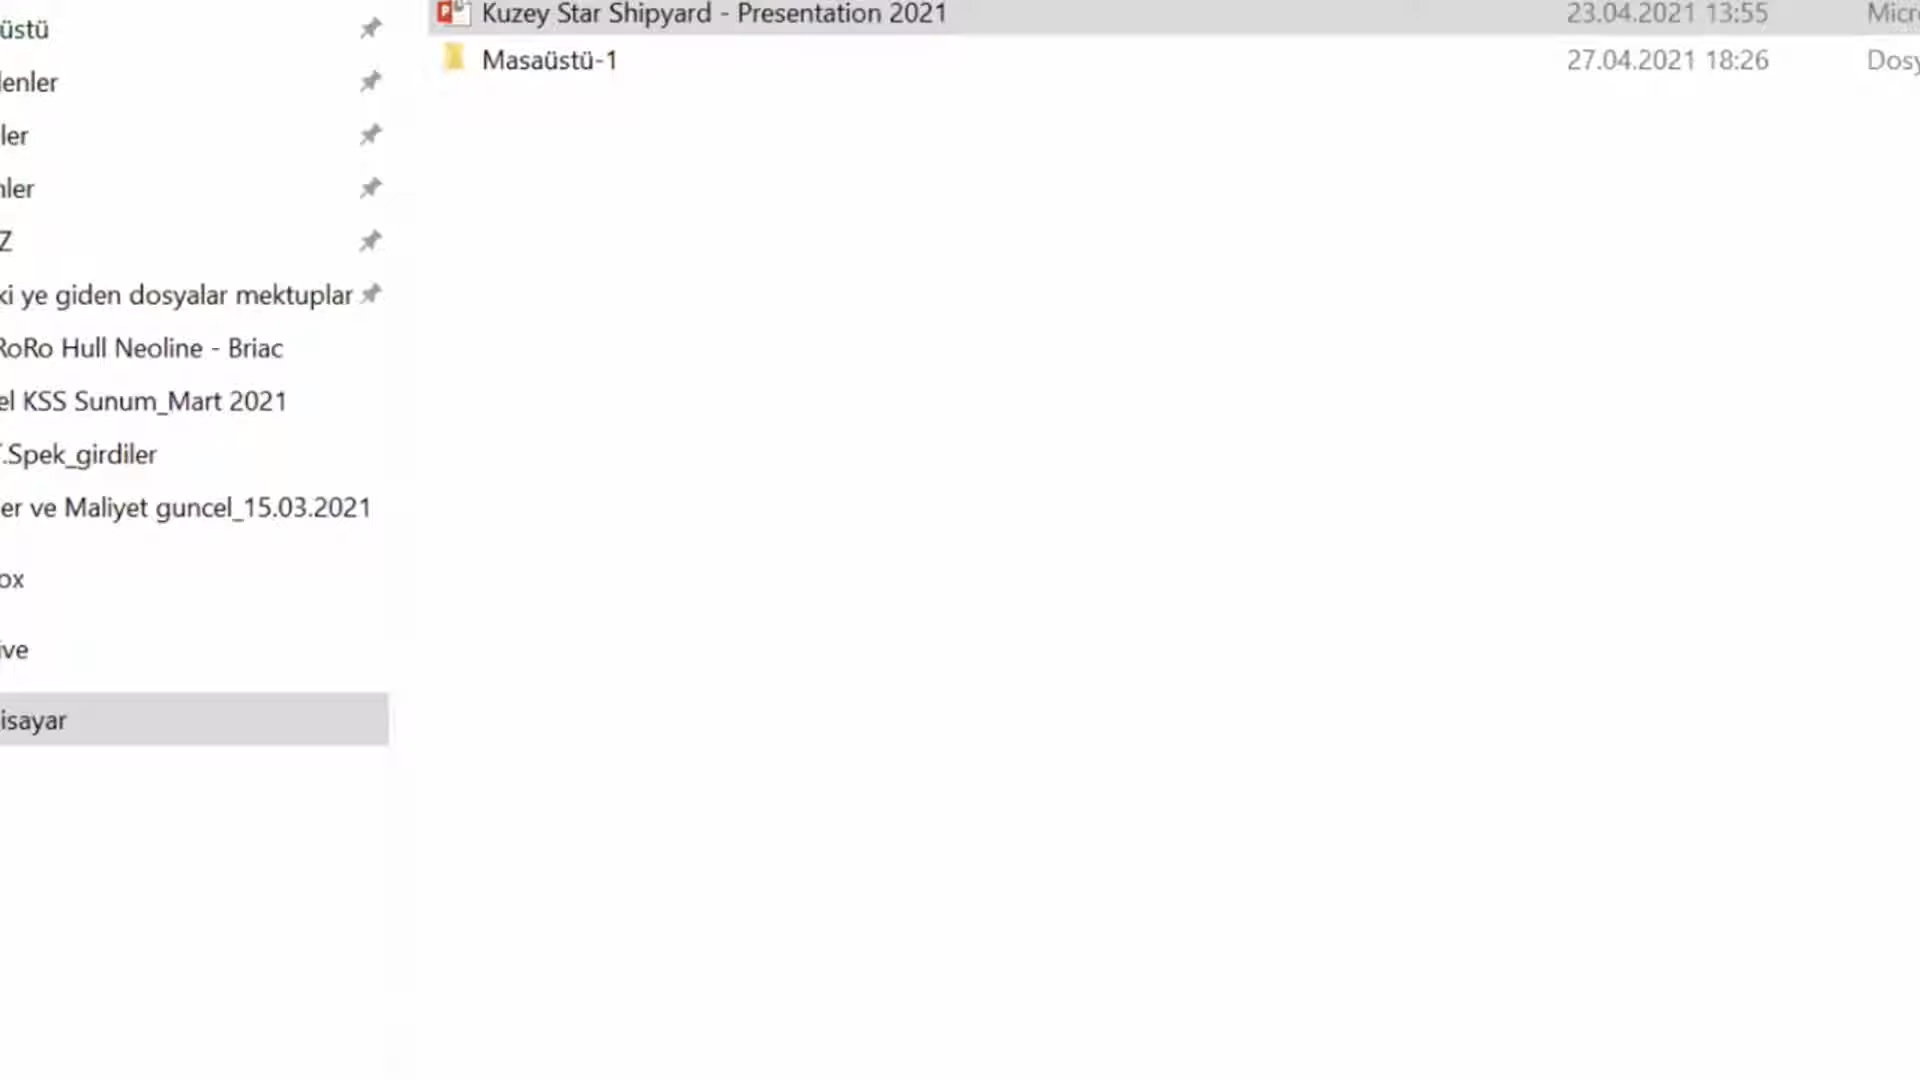 üstü
lenler
ler
nler
Z
ki ye giden dosyalar mektuplar
RoRo Hull Neoline - Briac
el KSS Sunum_Mart 2021
.Spek_girdiler
er ve Maliyet guncel_15.03.2021
ox
ive
isayar
Kuzey Star Shipyard - Presentation 2021 23.04.2021 13:55 Micr
Masaüstü-1 27.04.2021 18:26 Dosy